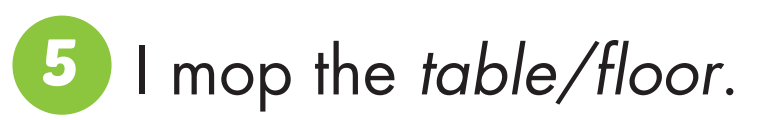 5 I mop the table/floor.